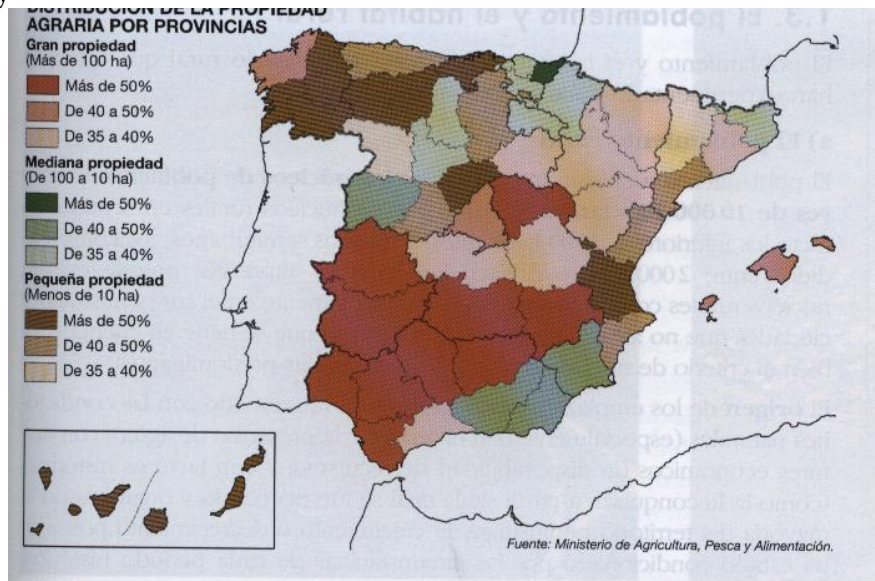 DISTRIBUCIÓN DE LA PROPIEDAD
AGRARIA POR PROVINCIAS
Gran propiedad
(Más de 100 ha)
Más de 50%
De 40 a 50%
De 35 a 40%
Mediana propiedad
(De 100 a 10 ha)
Más de 50%
De 40 a 50%
De 35 a 40%
Pequeña propiedad
(Menos de 10 ha)
Más de 50%
De 40 a 50%
De 35 a 40%
Fuente: Ministerio de Agricultura, Pesca y Alimentación.